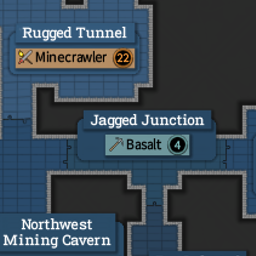 Rugged Tunnel
Minecrawler 22
Jagged Junction
Basalt 4
Northwest
Mining Cavern